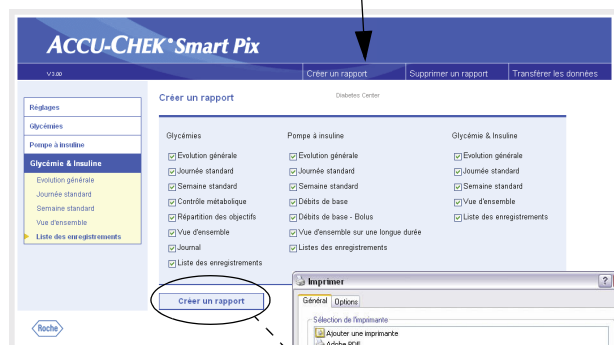 ACCU-CHEK® Smart Pix
V 3.00
Créer un rapport
Supprimer un rapport
Transférer les données
Réglages
Glycémies
Pompe à insuline
Glycémie & Insuline
Evolution générale
Journée standard
Semaine standard
Vue d'ensemble
Liste des enregistrements
Créer un rapport
Diabetes Center
Glycémies
Evolution générale
Journée standard
Semaine standard
Contrôle métabolique
Répartition des objectifs
Vue d'ensemble
Journal
Liste des enregistrements
Pompe à insuline
Evolution générale
Journée standard
Semaine standard
Débits de base
Débits de base - Bolus
Vue d'ensemble sur une longue durée
Listes des enregistrements
Glycémie & Insuline
Evolution générale
Journée standard
Semaine standard
Vue d'ensemble
Liste des enregistrements
Créer un rapport
Roche
Imprimer
?
Général
Options
Sélection de l'imprimante
Ajouter une imprimante
Adobe PDF